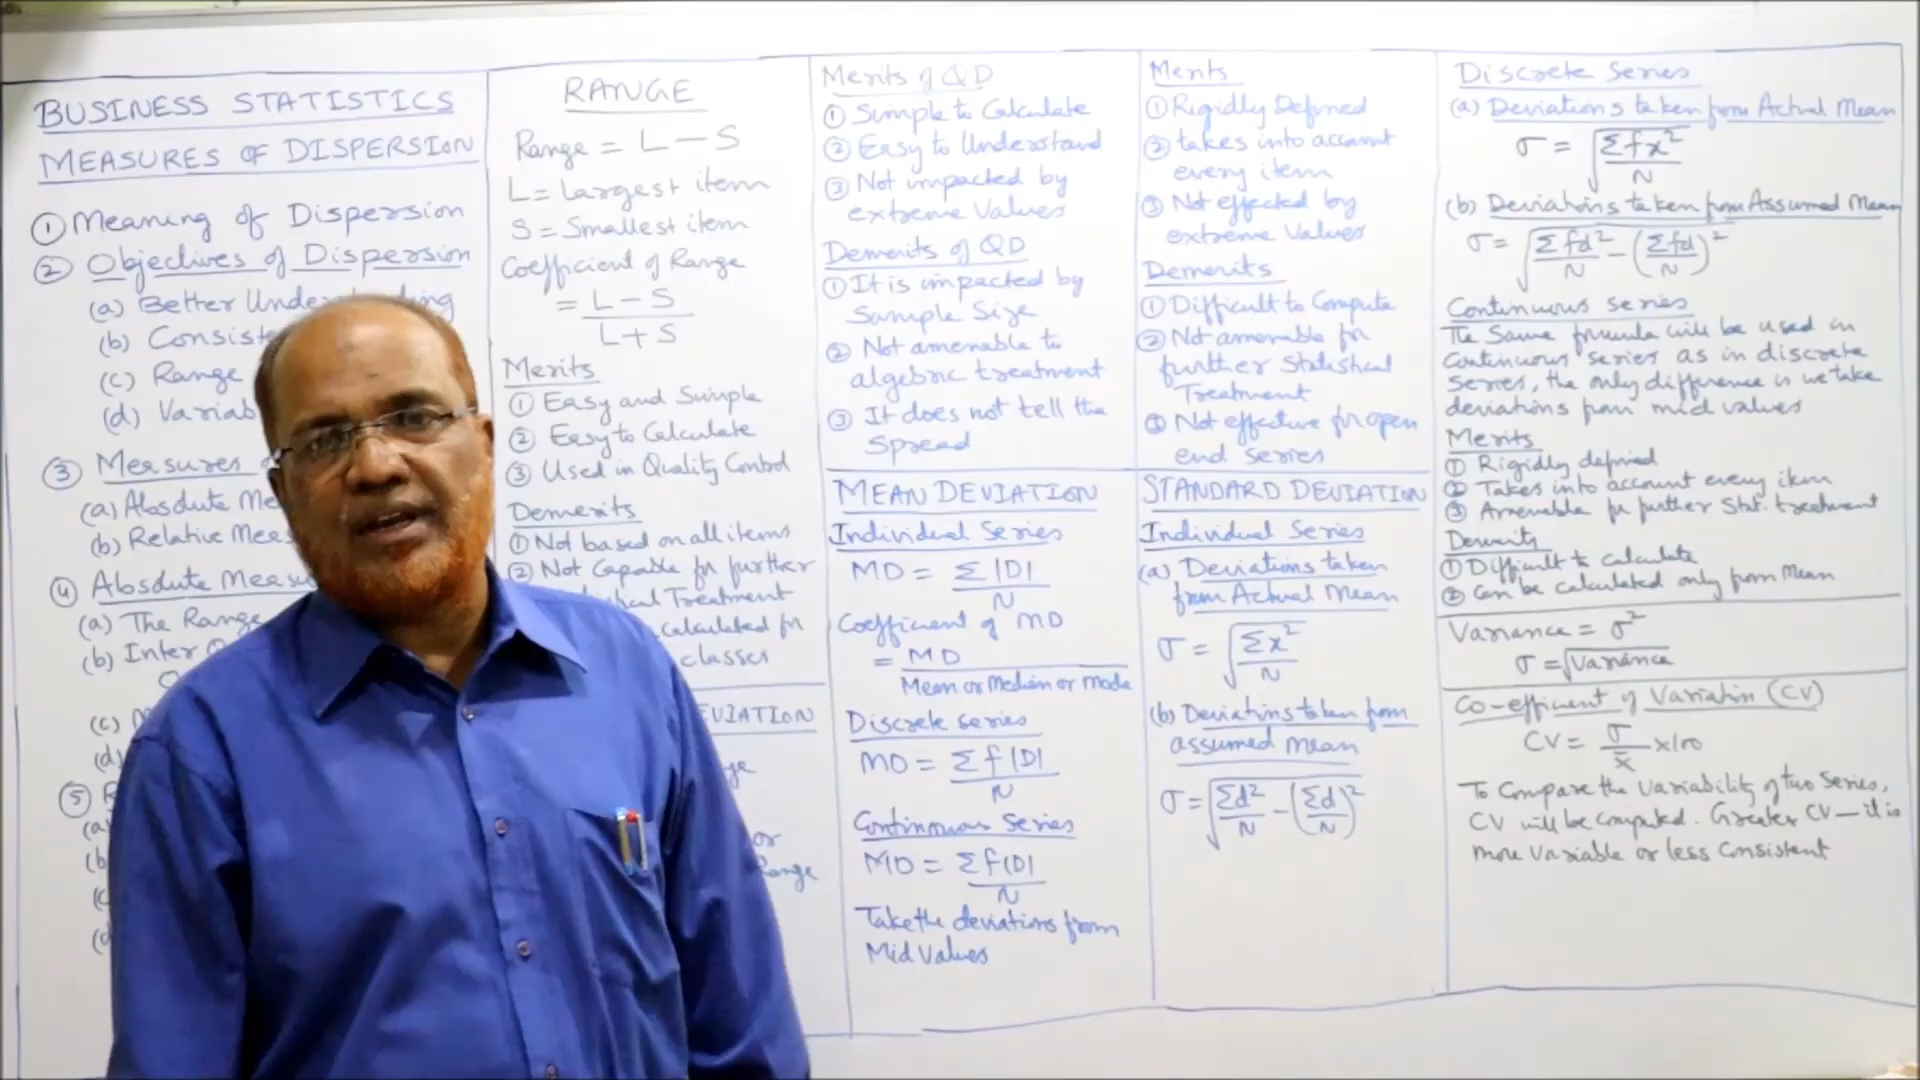 BUSINESS STATISTICS
MEASURES OF DISPERSION
① Meaning of Dispersion
② Objectives of Dispersion
(a) Better
(b)
(c) Range
(d)
③ Measures
(a) Absolute
(b) Relative
④ Absolute
(a) The Range
(b) Inter
(c)
(d)
⑤
(a)
(b)
(c)
(d)
RANGE
Range = L - S
L = Largest item
S = Smallest item
Coefficient of Range
= L - S
L + S
Merits
① Easy and Simple
② Easy to Calculate
③ Used in Quality Control
Demerits
① Not based on all items
② Not Capable for further
Treatment
calculated for
classes
EVIATION
or
Range
Merits of QD
① Simple to Calculate
② Easy to Understand
③ Not impacted by
extreme Values
Demerits of QD
① It is impacted by
Sample Size
② Not amenable to
algebric treatment
③ It does not tell the
Spread
MEAN DEVIATION
Individual Series
MD = Σ|D|
N
Coefficient of MD
= MD
Mean or Median or Mode
Discrete series
MD = Σf|D|
N
Continuous Series
MD = Σf|D|
N
Take the deviations from
Mid Values
Merits
① Rigidly Defined
② takes into account
every item
③ Not effected by
extreme Values
Demerits
① Difficult to Compute
② Not amenable for
further Statistical
Treatment
③ Not effective for open
end series
STANDARD DEVIATION
Individual Series
(a) Deviations taken
from Actual Mean
σ = √Σx²
N
(b) Deviations taken from
assumed Mean
σ = √Σd²/N - (Σd/N)²
Discrete Series
(a) Deviations taken from Actual Mean
σ = √Σfx²
N
(b) Deviations taken from Assumed Mean
σ = √Σfd²/N - (Σfd/N)²
Continuous Series
The Same formula will be used in
Continuous series as in discrete
series, the only difference is we take
deviations from mid values
Merits
① Rigidly defined
② Takes into account every item
③ Amenable for further Stat. treatment
Demerits
① Difficult to calculate
② Can be calculated only from Mean
Variance = σ²
σ = √Variance
Co-efficient of Variation (CV)
CV = σ/x̄ x100
To Compare the Variability of two Series,
CV will be computed. Greater CV — it is
more Variable or less Consistent